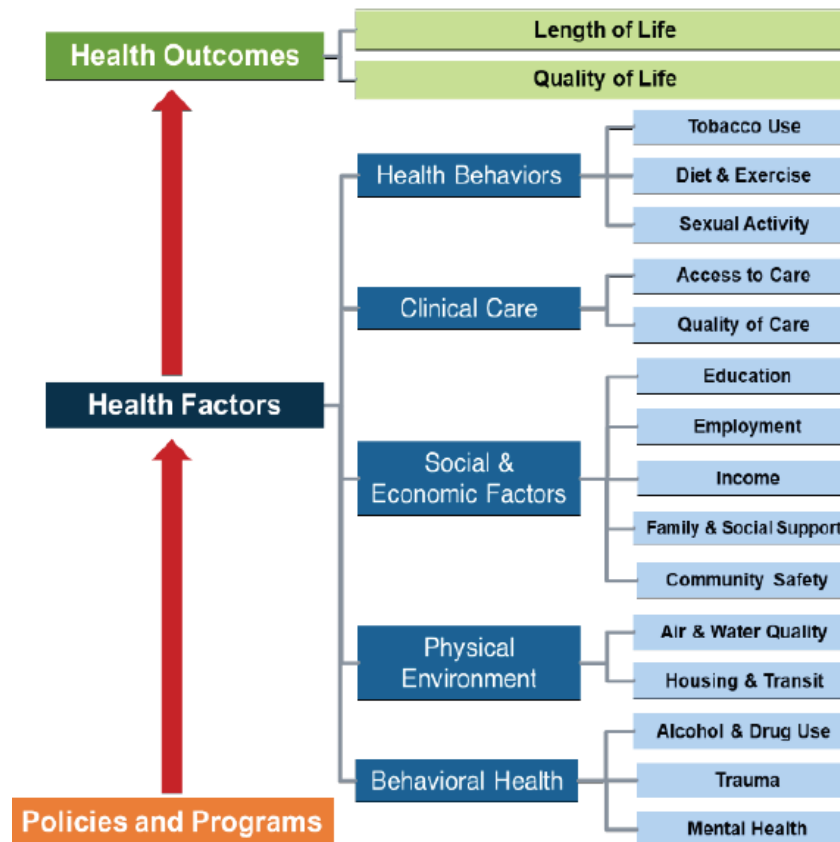 Health Outcomes
Length of Life
Quality of Life
Health Factors
Health Behaviors
Tobacco Use
Diet & Exercise
Sexual Activity
Clinical Care
Access to Care
Quality of Care
Social &
Economic Factors
Education
Employment
Income
Family & Social Support
Community Safety
Physical
Environment
Air & Water Quality
Housing & Transit
Behavioral Health
Alcohol & Drug Use
Trauma
Mental Health
Policies and Programs